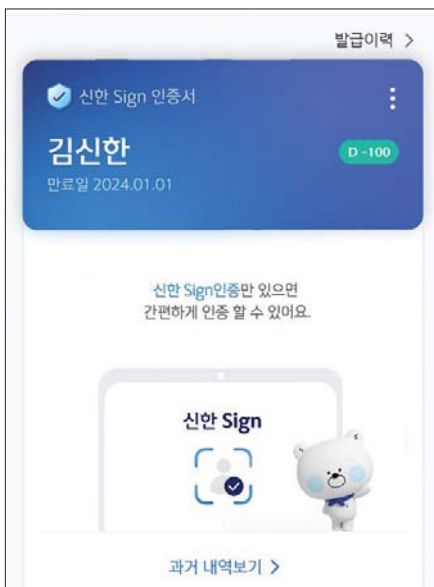 발급이력 >
신한 Sign 인증서
김신한
D-100
만료일 2024.01.01
신한 Sign인증만 있으면
간편하게 인증 할 수 있어요.
신한 Sign
과거 내역보기 >